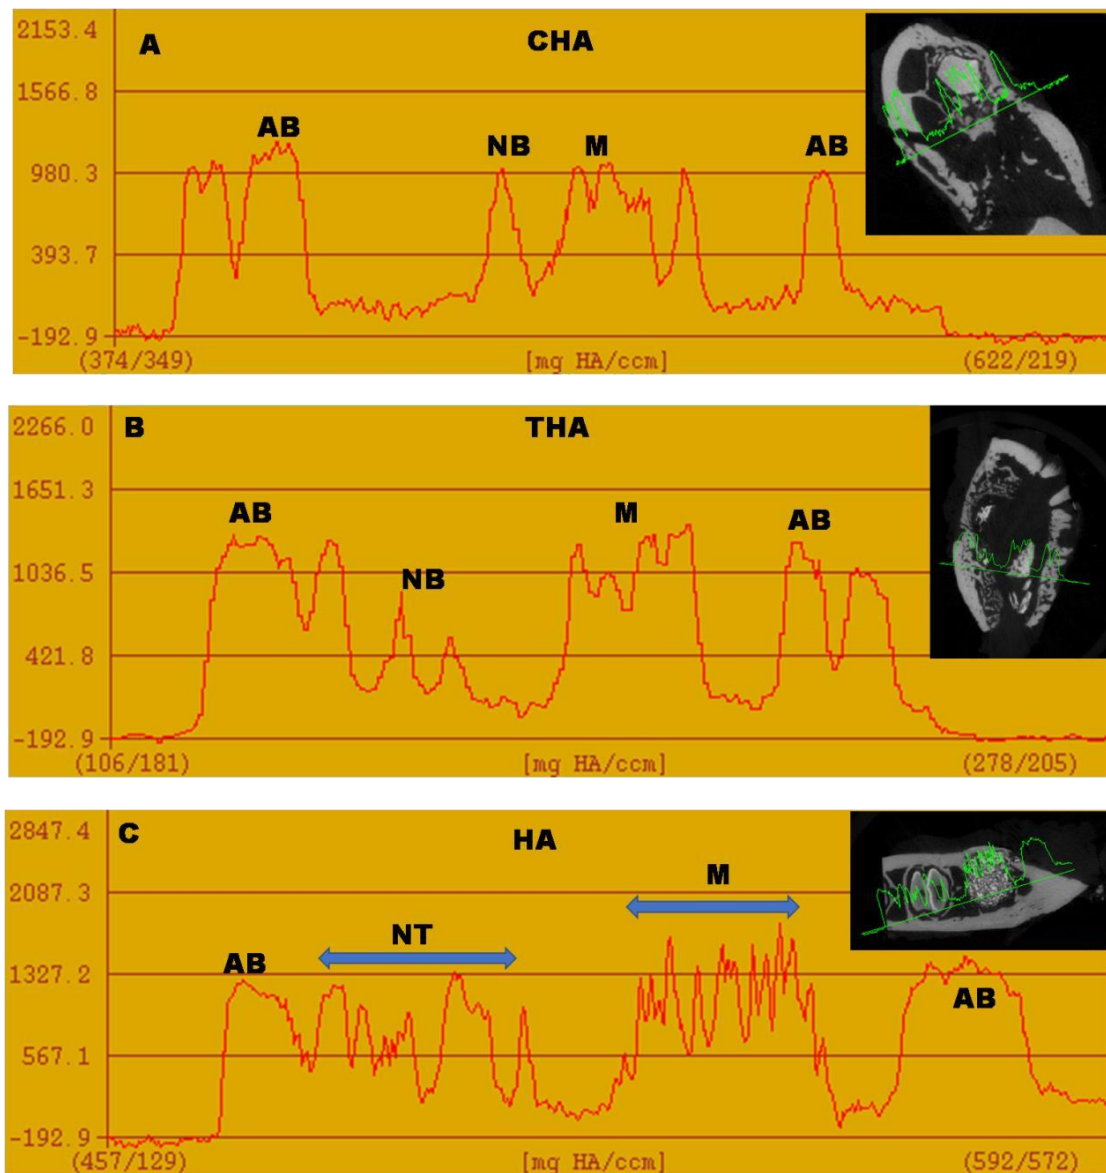 2153.4
A
CHA
1566.8
AB
NB
M
AB
980.3
393.7
-192.9
(374/349)
[mg HA/ccm]
(622/219)
2266.0
B
THA
1651.3
AB
M
AB
1036.5
NB
421.8
-192.9
(106/181)
[mg HA/ccm]
(278/205)
2847.4
C
HA
2087.3
M
NT
1327.2
AB
AB
567.1
-192.9
(457/129)
[mg HA/ccm]
(592/572)